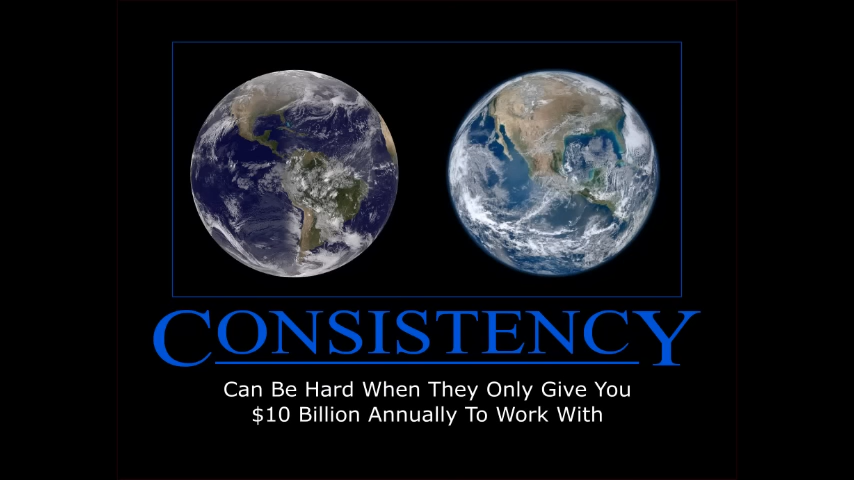 CONSISTENCY
Can Be Hard When They Only Give You
$10 Billion Annually To Work With